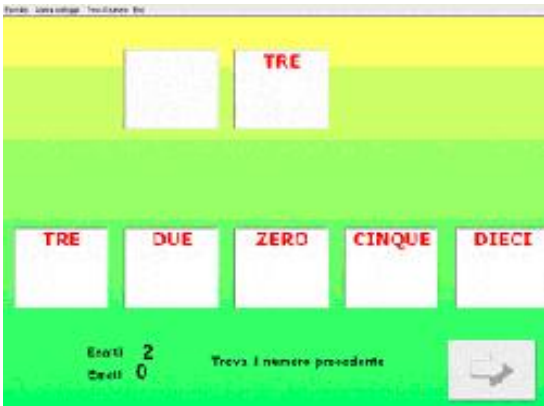 TRE
TRE DUE ZERO CINQUE DIECI
Esatti 2
Errati 0
Trova il numero precedente